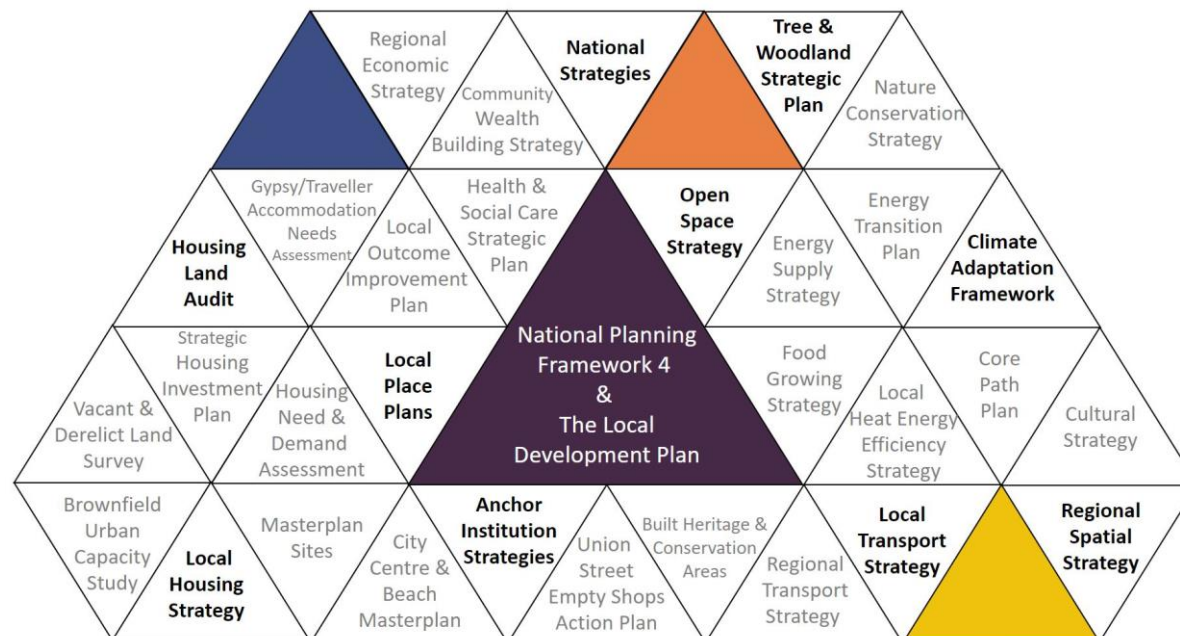 Regional
Economic
Strategy
Community
Wealth
Building Strategy
National
Strategies
Tree &
Woodland
Strategic
Plan
Nature
Conservation
Strategy
Housing
Land
Audit
Gypsy/Traveller
Accommodation
Needs
Assessment
Local
Outcome
Improvement
Plan
Health &
Social Care
Strategic
Plan
Open
Space
Strategy
Energy
Supply
Strategy
Energy
Transition
Plan
Climate
Adaptation
Framework
National Planning
Framework 4
&
The Local
Development Plan
Vacant &
Derelict Land
Survey
Strategic
Housing
Investment
Plan
Housing
Need &
Demand
Assessment
Local
Place
Plans
Food
Growing
Strategy
Local
Heat Energy
Efficiency
Strategy
Core
Path
Plan
Cultural
Strategy
Brownfield
Urban
Capacity
Study
Local
Housing
Strategy
Masterplan
Sites
City
Centre &
Beach
Masterplan
Anchor
Institution
Strategies
Union
Street
Empty Shops
Action Plan
Built Heritage &
Conservation
Areas
Regional
Transport
Strategy
Local
Transport
Strategy
Regional
Spatial
Strategy